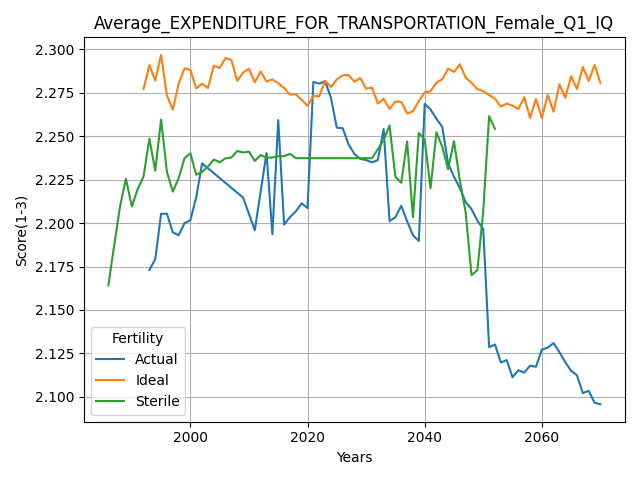 Average_EXPENDITURE_FOR_TRANSPORTATION_Female_Q1_IQ
Score(1-3)
2.300
2.275
2.250
2.225
2.200
2.175
2.150
2.125
2.100
Fertility
Actual
Ideal
Sterile
2000
2020
2040
2060
Years